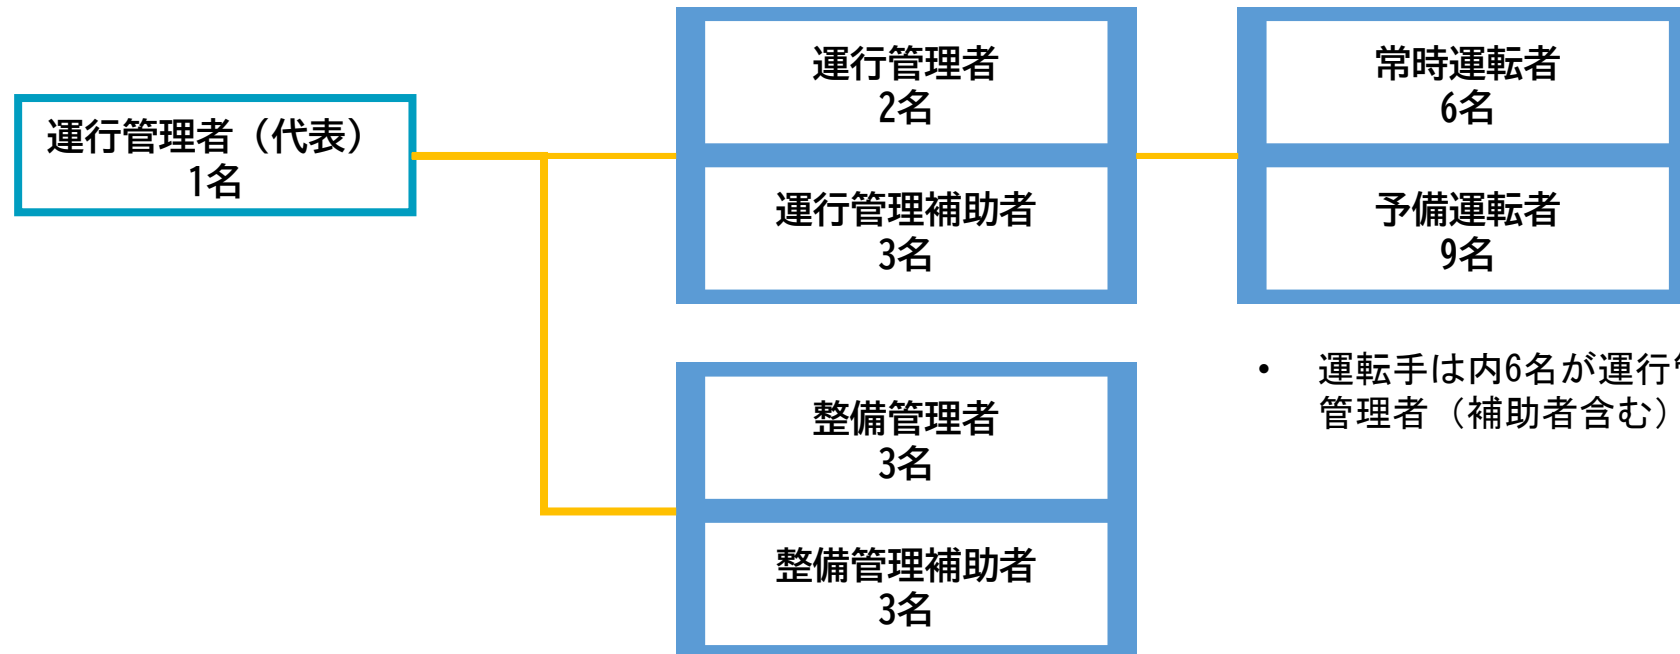 運行管理者（代表）
1名
運行管理者
2名
運行管理補助者
3名
常時運転者
6名
予備運転者
9名
整備管理者
3名
整備管理補助者
3名
• 運転手は内6名が運行
管理者（補助者含む）